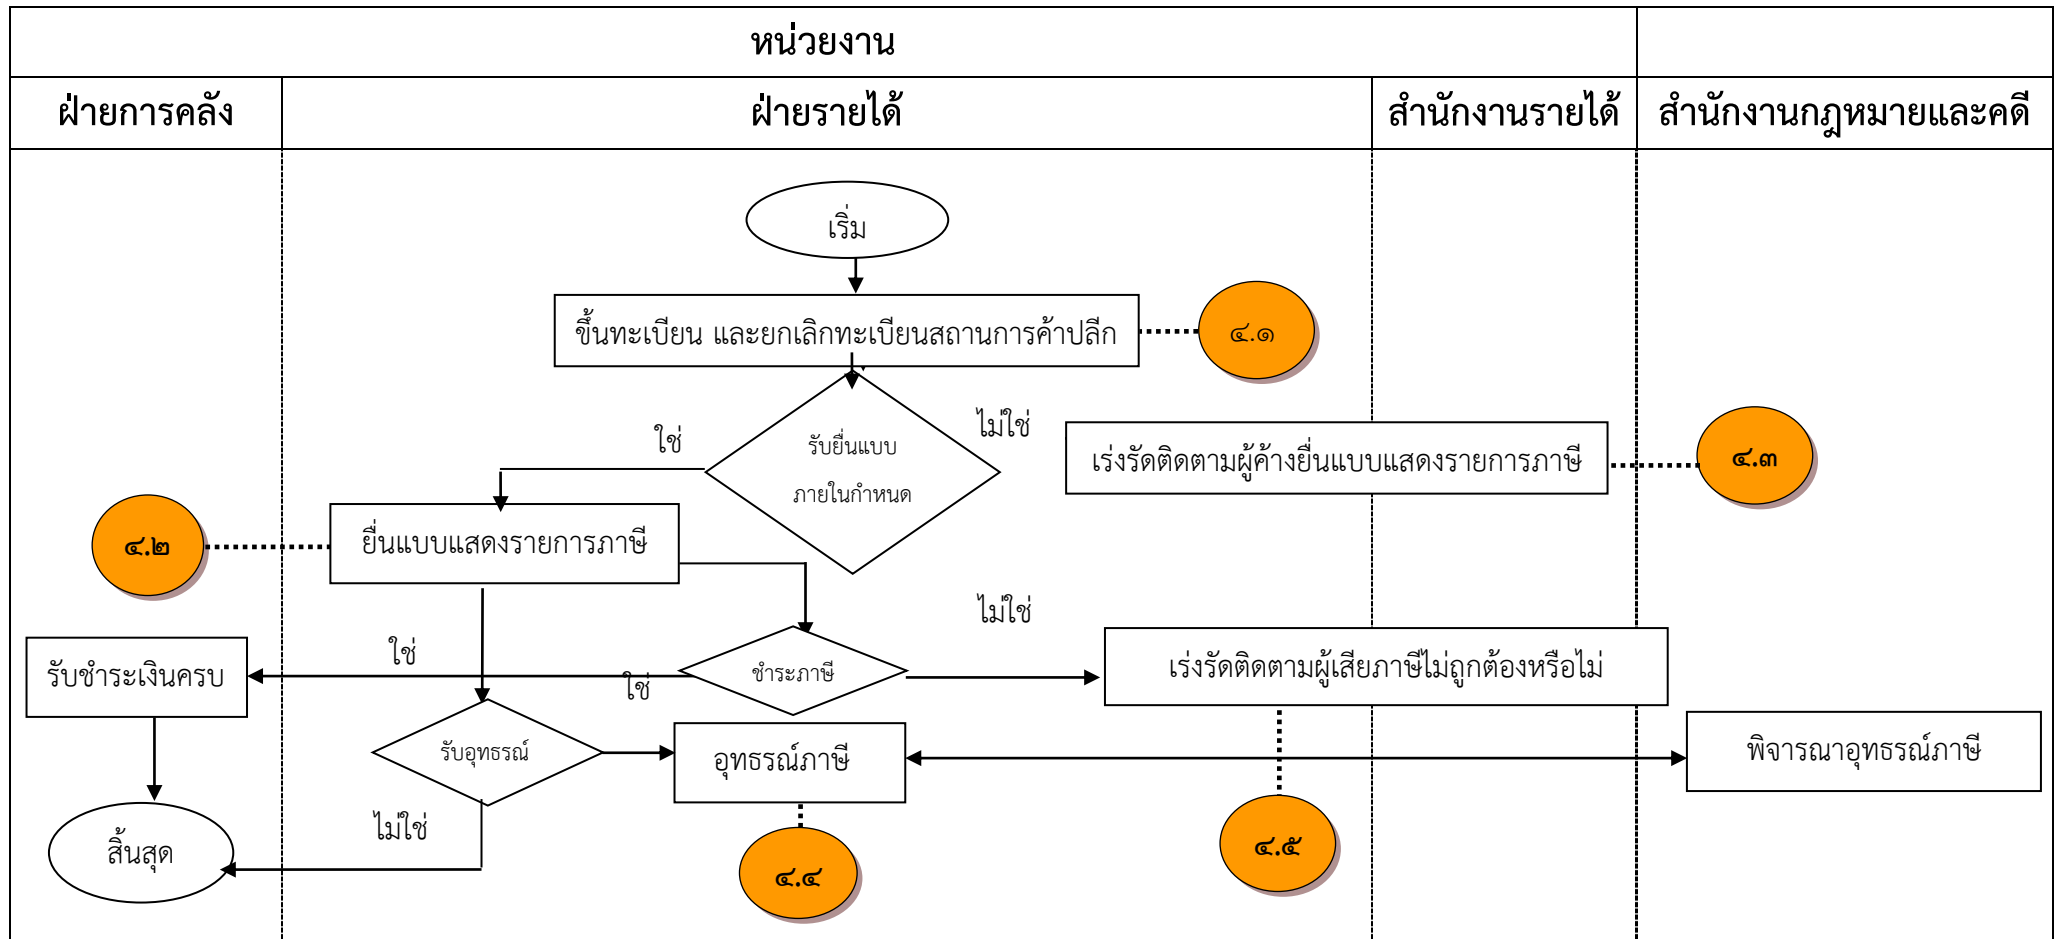 หน่วยงาน
ฝ่ายการคลัง
ฝ่ายรายได้
สำนักงานรายได้
สำนักงานกฎหมายและคดี
เริ่ม
ขึ้นทะเบียน และยกเลิกทะเบียนสถานการค้าปลีก
๔.๑
ใช่
รับยื่นแบบ
ภายในกำหนด
ไม่ใช่
เร่งรัดติดตามผู้ค้างยื่นแบบแสดงรายการภาษี
๔.๓
๔.๒
ยื่นแบบแสดงรายการภาษี
ไม่ใช่
รับชำระเงินครบ
ใช่
ใช่
ชำระภาษี
เร่งรัดติดตามผู้เสียภาษีไม่ถูกต้องหรือไม่
รับอุทธรณ์
อุทธรณ์ภาษี
พิจารณาอุทธรณ์ภาษี
ไม่ใช่
สิ้นสุด
๔.๔
๔.๕